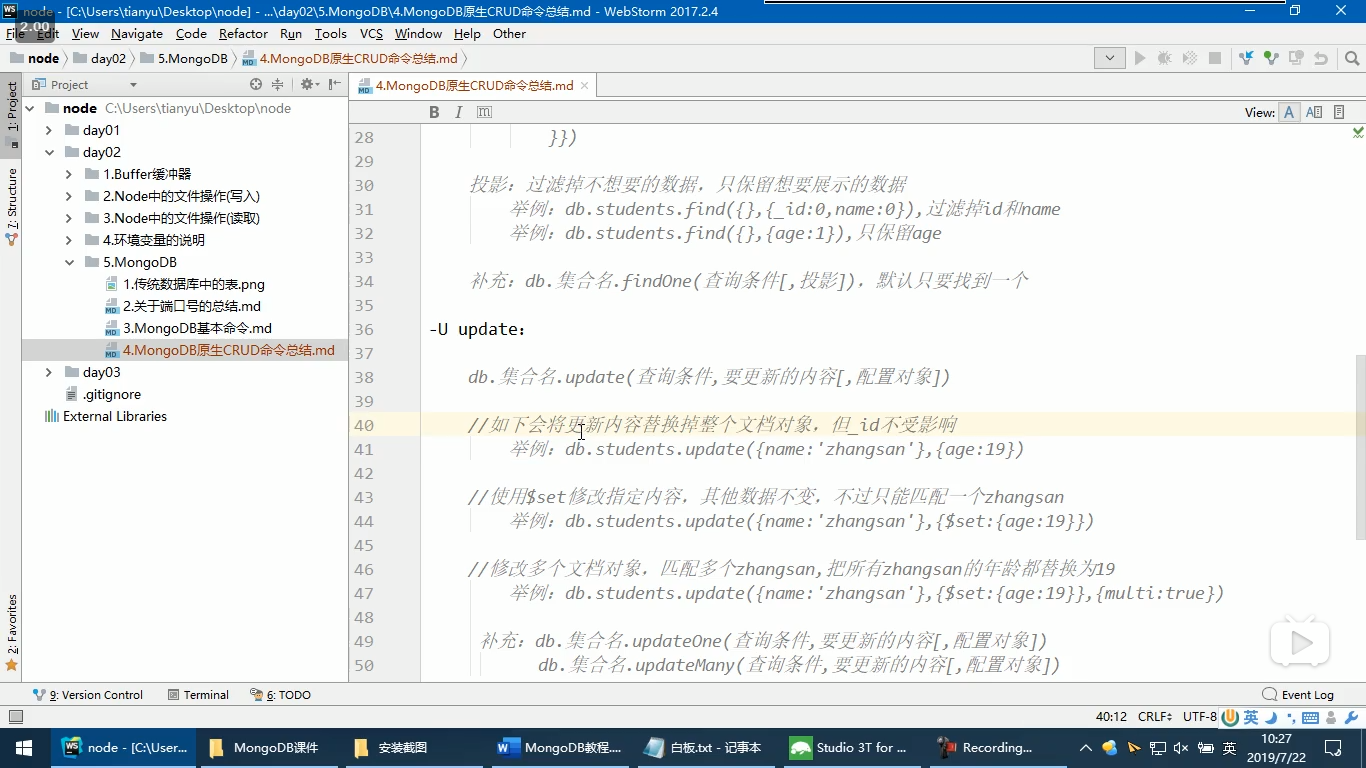 node - [C:\Users\tianyu\Desktop\node] - ...\day02\5.MongoDB\4.MongoDB原生CRUD命令总结.md - WebStorm 2017.2.4
2.00
File Edit View Navigate Code Refactor Run Tools VCS Window Help Other
node day02 5.MongoDB 4.MongoDB原生CRUD命令总结.md
Project
4.MongoDB原生CRUD命令总结.md
1: Project
7: Structure
2: Favorites
node C:\Users\tianyu\Desktop\node
day01
day02
1.Buffer缓冲器
2.Node中的文件操作(写入)
3.Node中的文件操作(读取)
4.环境变量的说明
5.MongoDB
1.传统数据库中的表.png
2.关于端口号的总结.md
3.MongoDB基本命令.md
4.MongoDB原生CRUD命令总结.md
day03
.gitignore
External Libraries
B I m View: A A
28 }})
29
30 投影：过滤掉不想要的数据，只保留想要展示的数据
31 举例：db.students.find({},{_id:0,name:0}),过滤掉id和name
32 举例：db.students.find({},{age:1}),只保留age
33
34 补充：db.集合名.findOne(查询条件[,投影])，默认只要找到一个
35
36 -U update：
37
38 db.集合名.update(查询条件,要更新的内容[,配置对象])
39
40 //如下会将更新内容替换掉整个文档对象，但_id不受影响
41 举例：db.students.update({name:'zhangsan'},{age:19})
42
43 //使用$set修改指定内容，其他数据不变，不过只能匹配一个zhangsan
44 举例：db.students.update({name:'zhangsan'},{$set:{age:19}})
45
46 //修改多个文档对象，匹配多个zhangsan,把所有zhangsan的年龄都替换为19
47 举例：db.students.update({name:'zhangsan'},{$set:{age:19}},{multi:true})
48
49 补充：db.集合名.updateOne(查询条件,要更新的内容[,配置对象])
50 db.集合名.updateMany(查询条件,要更新的内容[,配置对象])
9: Version Control Terminal 6: TODO Event Log
40:12 CRLF UTF-8 英
node - [C:\User... MongoDB课件 安装截图 MongoDB教程.... 白板.txt - 记事本 Studio 3T for ... Recording... 英
10:27
2019/7/22